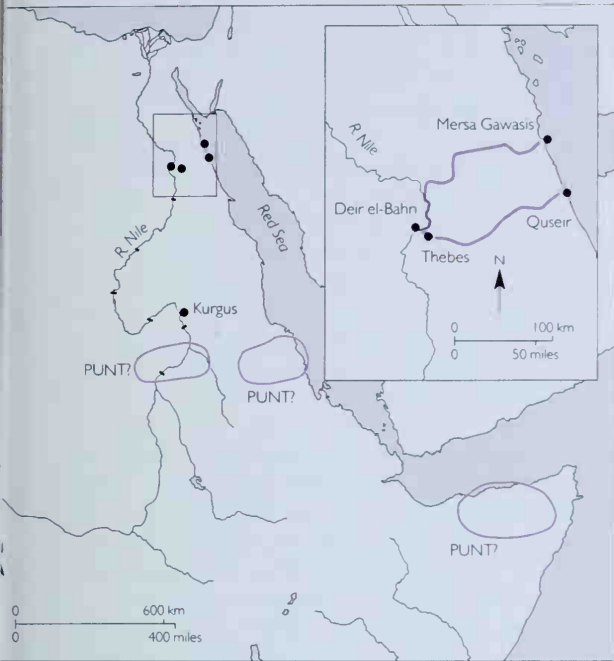 R. Nile
Red Sea
Kurgus
PUNT?
PUNT?
PUNT?
0 600 km
0 400 miles
R. Nile
Mersa Gawasis
Deir el-Bahn
Quseir
Thebes
N
0 100 km
0 50 miles